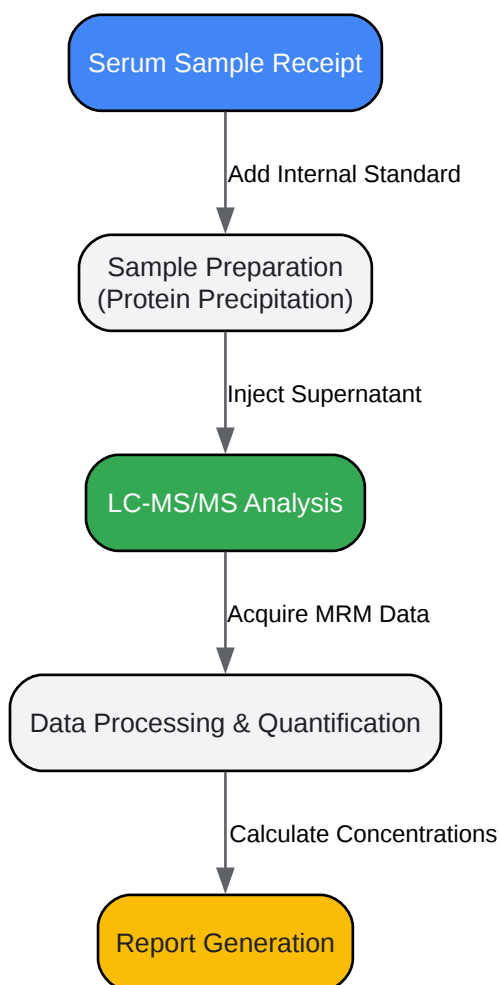 Serum Sample Receipt
Add Internal Standard
Sample Preparation
(Protein Precipitation)
Inject Supernatant
LC-MS/MS Analysis
Acquire MRM Data
Data Processing & Quantification
Calculate Concentrations
Report Generation